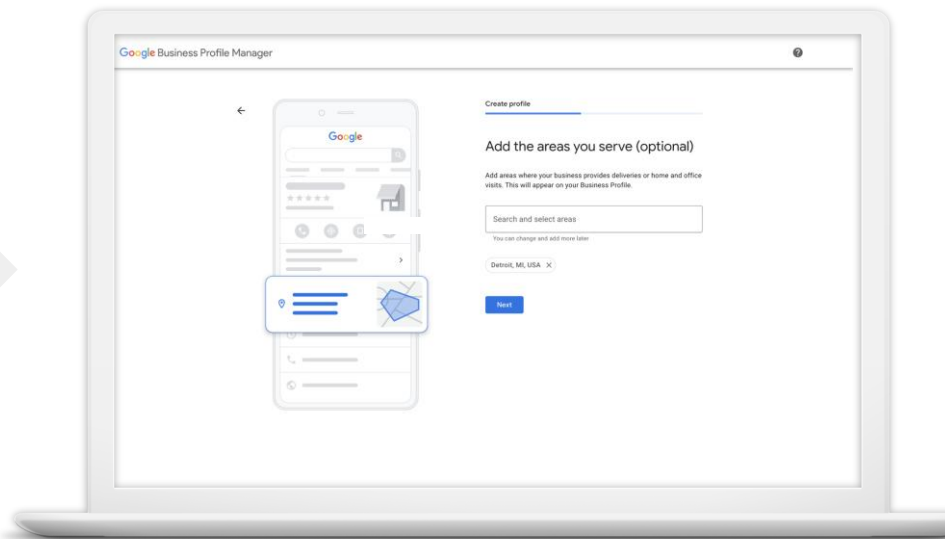 Google Business Profile Manager
Create profile
Google
Add the areas you serve (optional)
Add areas where your business provides deliveries or home and office
visits. This will appear on your Business Profile.
Search and select areas
You can change and add more later
Detroit, MI, USA
Next